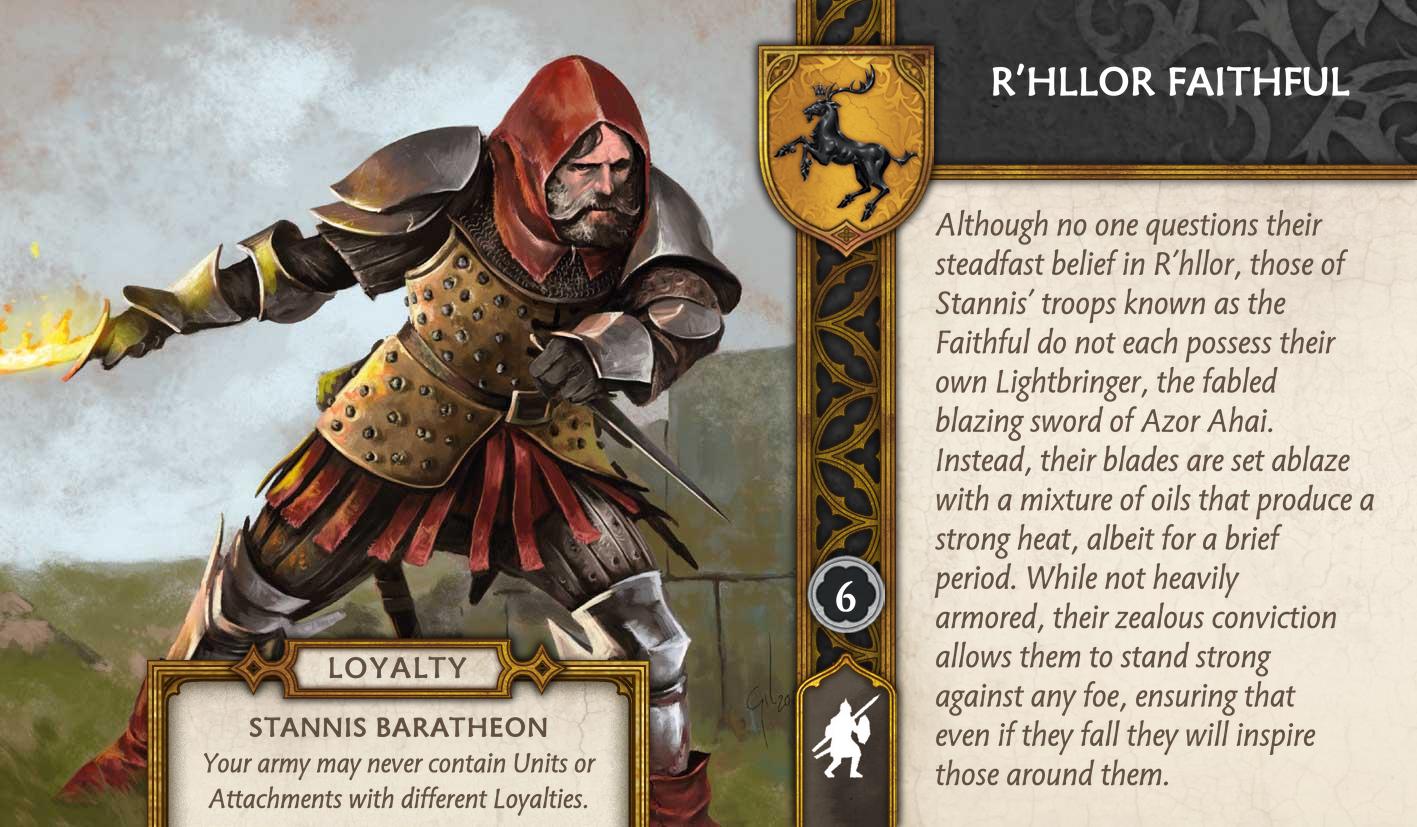 R'HLLOR FAITHFUL
Although no one questions their
steadfast belief in R'hllor, those of
Stannis' troops known as the
Faithful do not each possess their
own Lightbringer, the fabled
blazing sword of Azor Ahai.
Instead, their blades are set ablaze
with a mixture of oils that produce a
strong heat, albeit for a brief
period. While not heavily
armored, their zealous conviction
allows them to stand strong
against any foe, ensuring that
even if they fall they will inspire
those around them.
6
LOYALTY
STANNIS BARATHEON
Your army may never contain Units or
Attachments with different Loyalties.